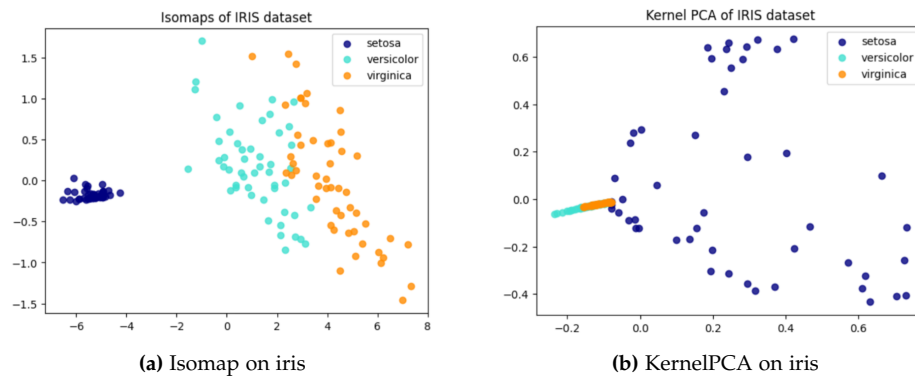 Isomaps of IRIS dataset
setosa
versicolor
virginica
1.5
1.0
0.5
0.0
−0.5
−1.0
−1.5
−6 −4 −2 0 2 4 6 8
(a) Isomap on iris
Kernel PCA of IRIS dataset
setosa
versicolor
virginica
0.6
0.4
0.2
0.0
−0.2
−0.4
−0.2 0.0 0.2 0.4 0.6
(b) KernelPCA on iris